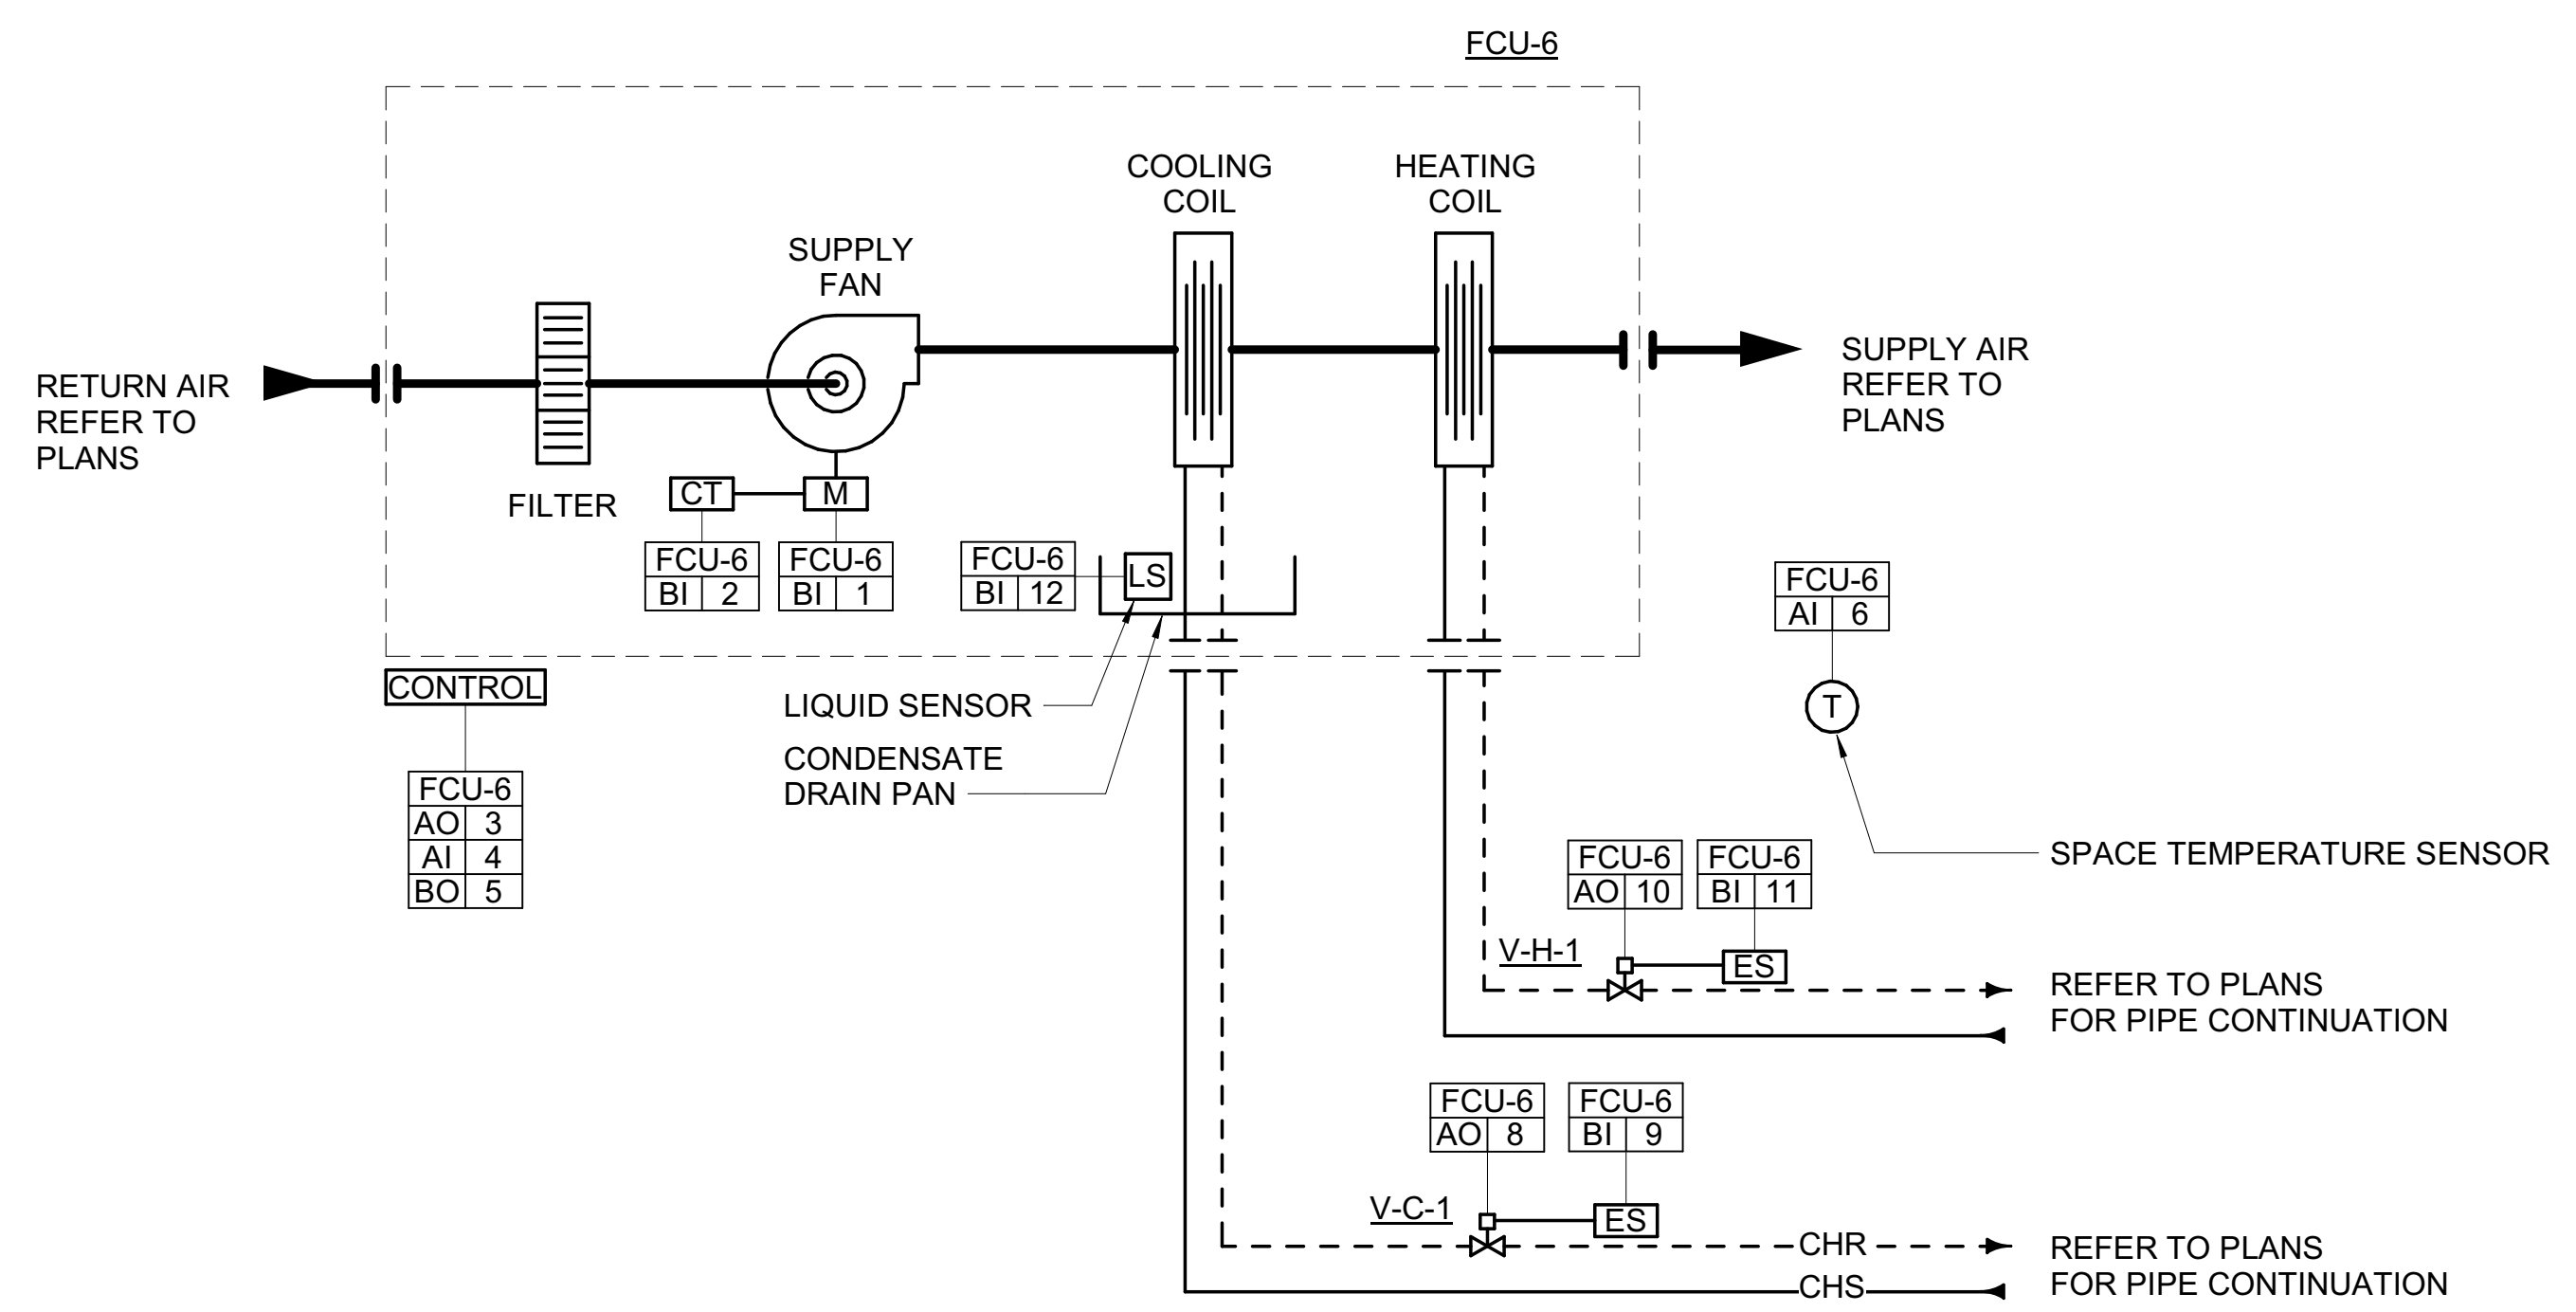 FCU-6
COOLING
COIL
HEATING
COIL
SUPPLY
FAN
RETURN AIR
REFER TO
PLANS
SUPPLY AIR
REFER TO
PLANS
FILTER
CT
M
FCU-6
BI 2
FCU-6
BI 1
FCU-6
BI 12
LS
FCU-6
AI 6
T
CONTROL
FCU-6
AO 3
AI 4
BO 5
LIQUID SENSOR
CONDENSATE
DRAIN PAN
SPACE TEMPERATURE SENSOR
FCU-6
AO 10
FCU-6
BI 11
V-H-1
ES
REFER TO PLANS
FOR PIPE CONTINUATION
FCU-6
AO 8
FCU-6
BI 9
V-C-1
ES
CHR
CHS
REFER TO PLANS
FOR PIPE CONTINUATION